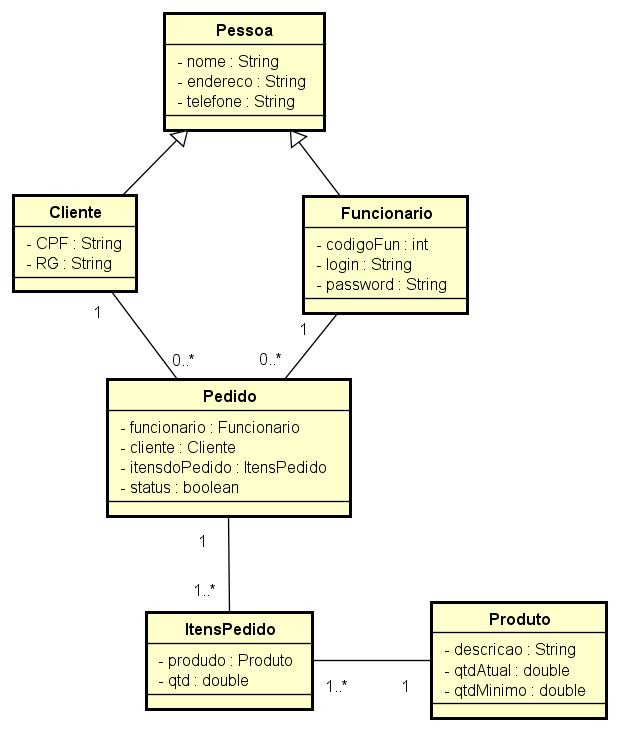 Pessoa
- nome : String
- endereco : String
- telefone : String
Cliente
- CPF : String
- RG : String
Funcionario
- codigoFun : int
- login : String
- password : String
1
1
0..*
0..*
Pedido
- funcionario : Funcionario
- cliente : Cliente
- itensdoPedido : ItensPedido
- status : boolean
1
1..*
ItensPedido
- produdo : Produto
- qtd : double
1..*
1
Produto
- descricao : String
- qtdAtual : double
- qtdMinimo : double